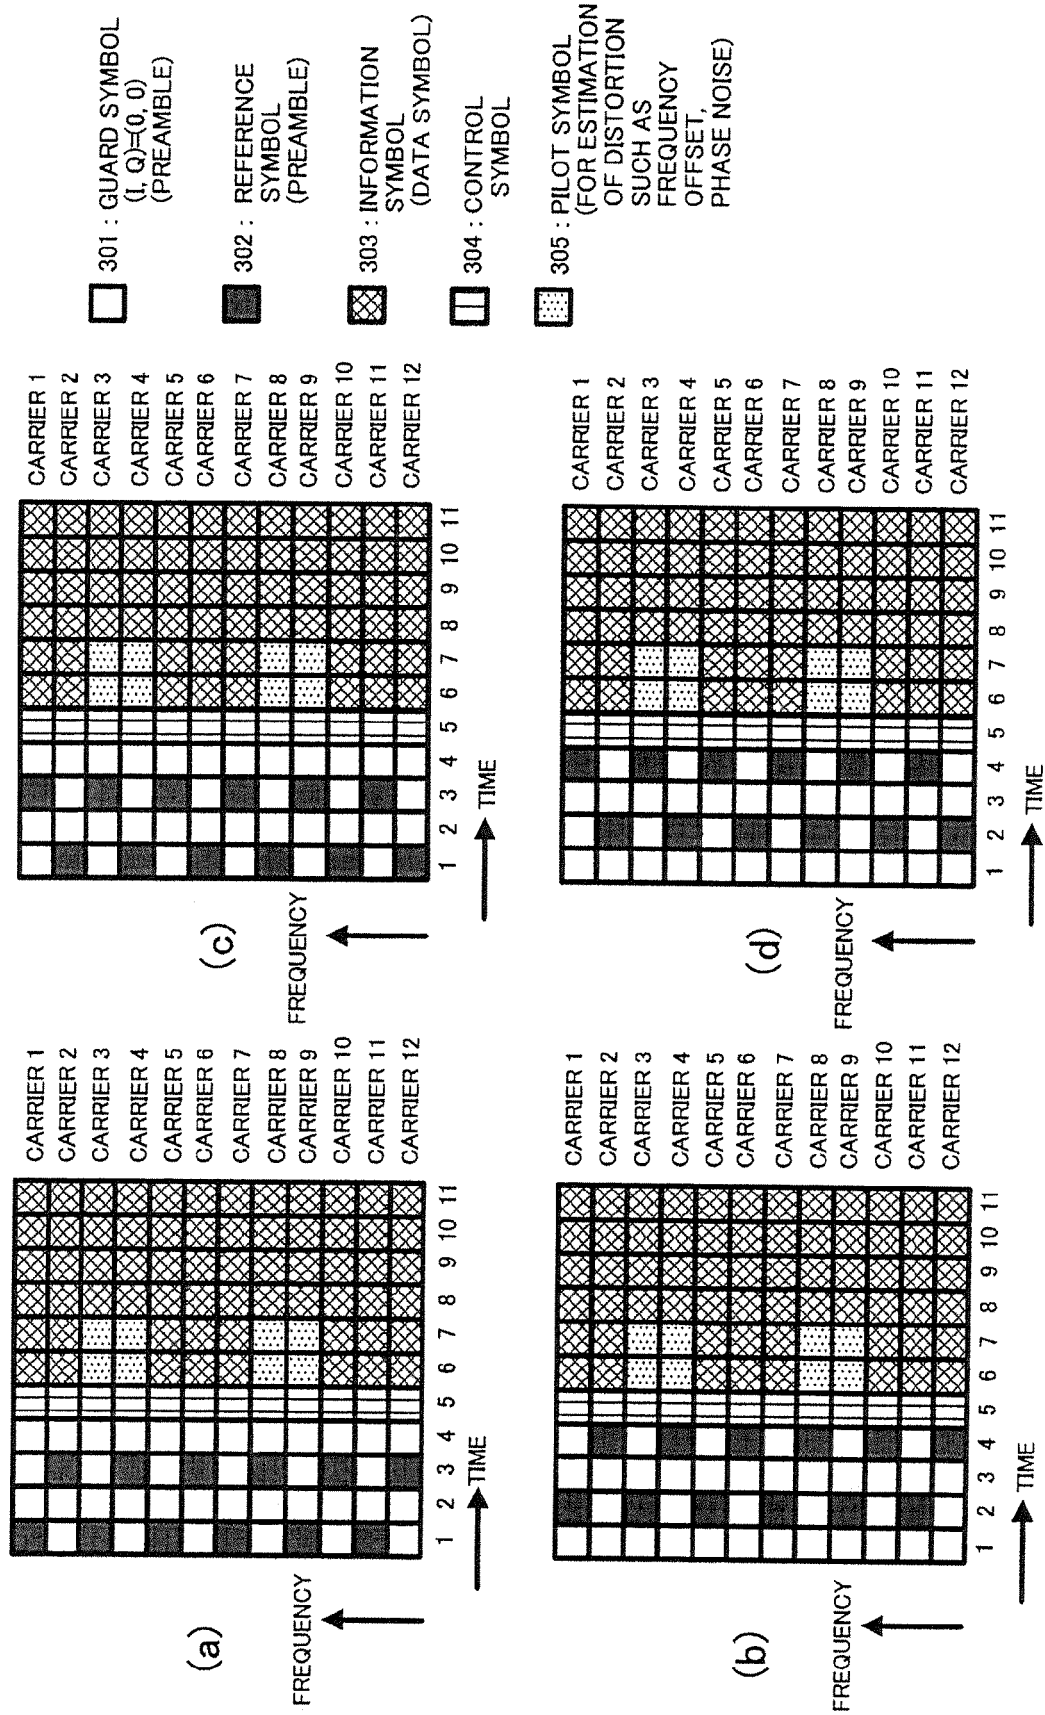 (a)
FREQUENCY
CARRIER 1
CARRIER 2
CARRIER 3
CARRIER 4
CARRIER 5
CARRIER 6
CARRIER 7
CARRIER 8
CARRIER 9
CARRIER 10
CARRIER 11
CARRIER 12
1 2 3 4 5 6 7 8 9 10 11
TIME
(c)
FREQUENCY
CARRIER 1
CARRIER 2
CARRIER 3
CARRIER 4
CARRIER 5
CARRIER 6
CARRIER 7
CARRIER 8
CARRIER 9
CARRIER 10
CARRIER 11
CARRIER 12
1 2 3 4 5 6 7 8 9 10 11
TIME
(b)
FREQUENCY
CARRIER 1
CARRIER 2
CARRIER 3
CARRIER 4
CARRIER 5
CARRIER 6
CARRIER 7
CARRIER 8
CARRIER 9
CARRIER 10
CARRIER 11
CARRIER 12
1 2 3 4 5 6 7 8 9 10 11
TIME
(d)
FREQUENCY
CARRIER 1
CARRIER 2
CARRIER 3
CARRIER 4
CARRIER 5
CARRIER 6
CARRIER 7
CARRIER 8
CARRIER 9
CARRIER 10
CARRIER 11
CARRIER 12
1 2 3 4 5 6 7 8 9 10 11
TIME
301 : GUARD SYMBOL
(I, Q)=(0, 0)
(PREAMBLE)
302 : REFERENCE
SYMBOL
(PREAMBLE)
303 : INFORMATION
SYMBOL
(DATA SYMBOL)
304 : CONTROL
SYMBOL
305 : PILOT SYMBOL
(FOR ESTIMATION
OF DISTORTION
SUCH AS
FREQUENCY
OFFSET,
PHASE NOISE)